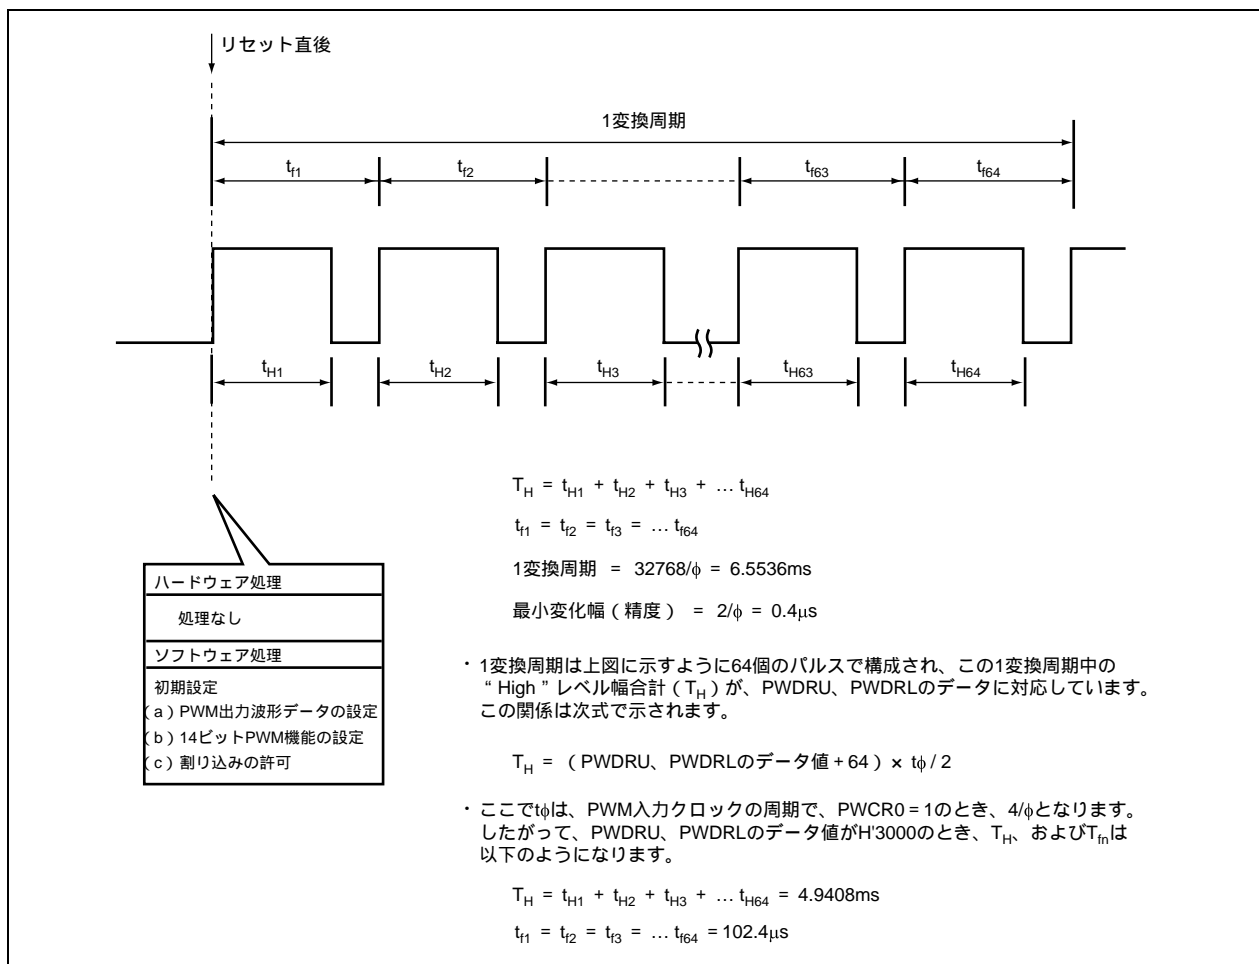 リセット直後
1変換周期
tf1 tf2 tf63 tf64
tH1 tH2 tH3 tH63 tH64
TH = tH1 + tH2 + tH3 + … tH64
tf1 = tf2 = tf3 = … tf64
1変換周期 = 32768/φ = 6.5536ms
最小変化幅（精度） = 2/φ = 0.4μs
ハードウェア処理
処理なし
ソフトウェア処理
初期設定
（a）PWM出力波形データの設定
（b）14ビットPWM機能の設定
（c）割り込みの許可
・1変換周期は上図に示すように64個のパルスで構成され、この1変換周期中の
“High”レベル幅合計（TH）が、PWDRU、PWDRLのデータに対応しています。
この関係は次式で示されます。
TH = （PWDRU、PWDRLのデータ値 + 64）× tφ / 2
・ここでtφは、PWM入力クロックの周期で、PWCR0 = 1のとき、4/φとなります。
したがって、PWDRU、PWDRLのデータ値がH'3000のとき、TH、およびTfnは
以下のようになります。
TH = tH1 + tH2 + tH3 + … tH64 = 4.9408ms
tf1 = tf2 = tf3 = … tf64 =102.4μs